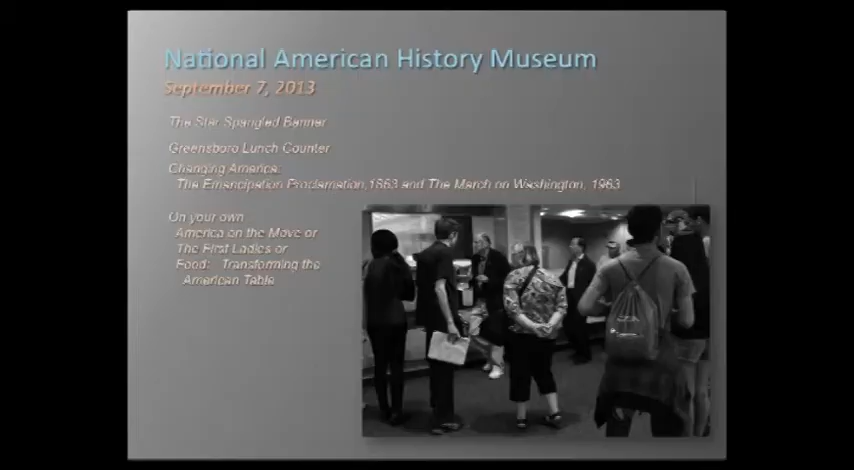 National American History Museum
September 7, 2013
The Star Spangled Banner
Greensboro Lunch Counter
Changing America:
The Emancipation Proclamation,1863 and The March on Washington, 1963
On your own
America on the Move or
The First Ladies or
Food: Transforming the
American Table